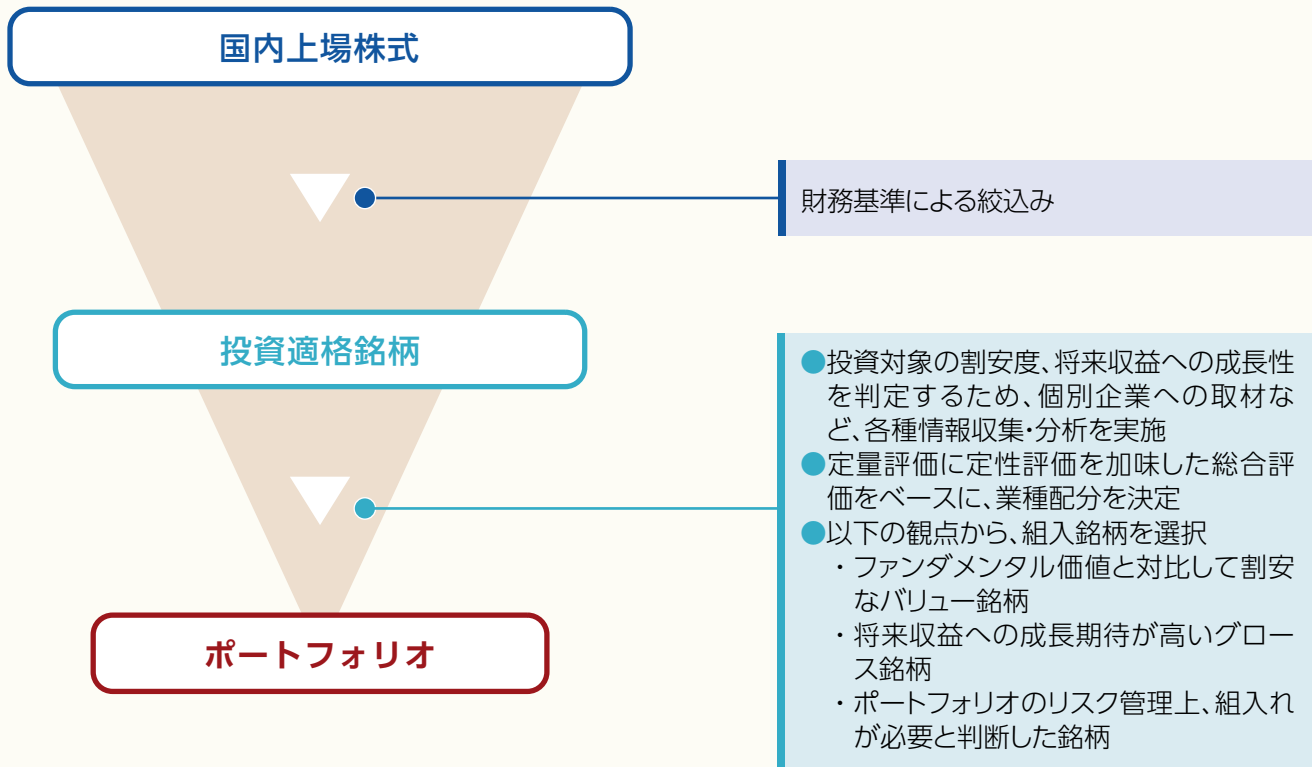 国内上場株式
財務基準による絞込み
投資適格銘柄
●投資対象の割安度、将来収益への成長性
を判定するため、個別企業への取材な
ど、各種情報収集・分析を実施
●定量評価に定性評価を加味した総合評
価をベースに、業種配分を決定
●以下の観点から、組入銘柄を選択
・ファンダメンタル価値と対比して割安
なバリュー銘柄
・将来収益への成長期待が高いグロー
ス銘柄
・ポートフォリオのリスク管理上、組入れ
が必要と判断した銘柄
ポートフォリオ